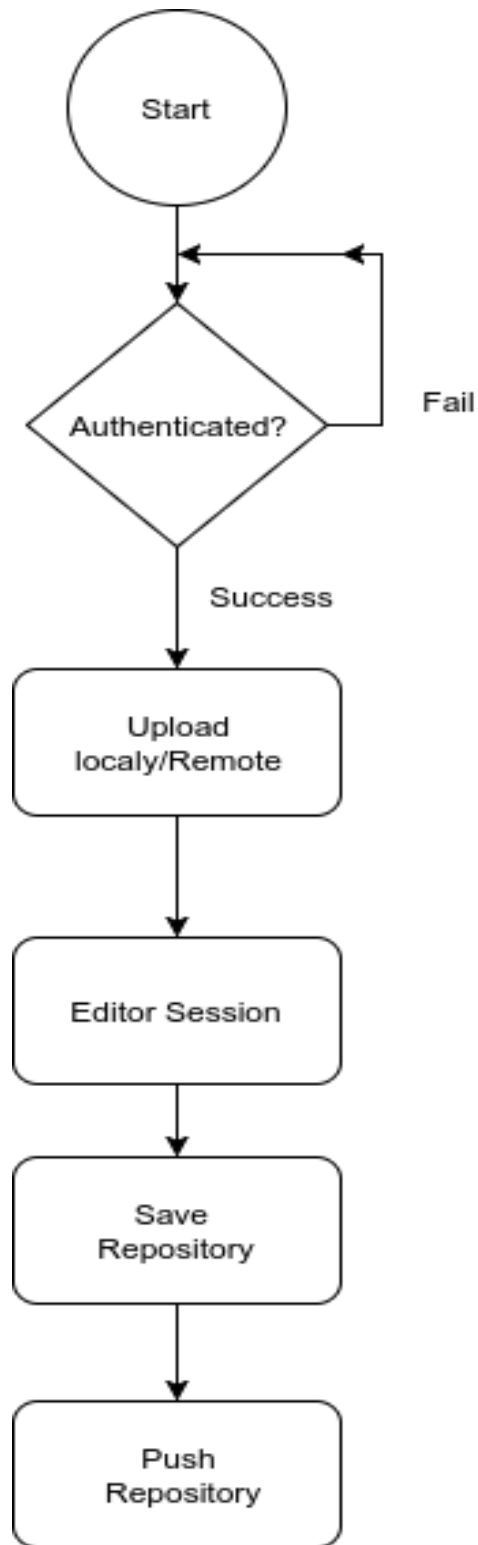 Start
Authenticated?
Fail
Success
Upload
localy/Remote
Editor Session
Save
Repository
Push
Repository